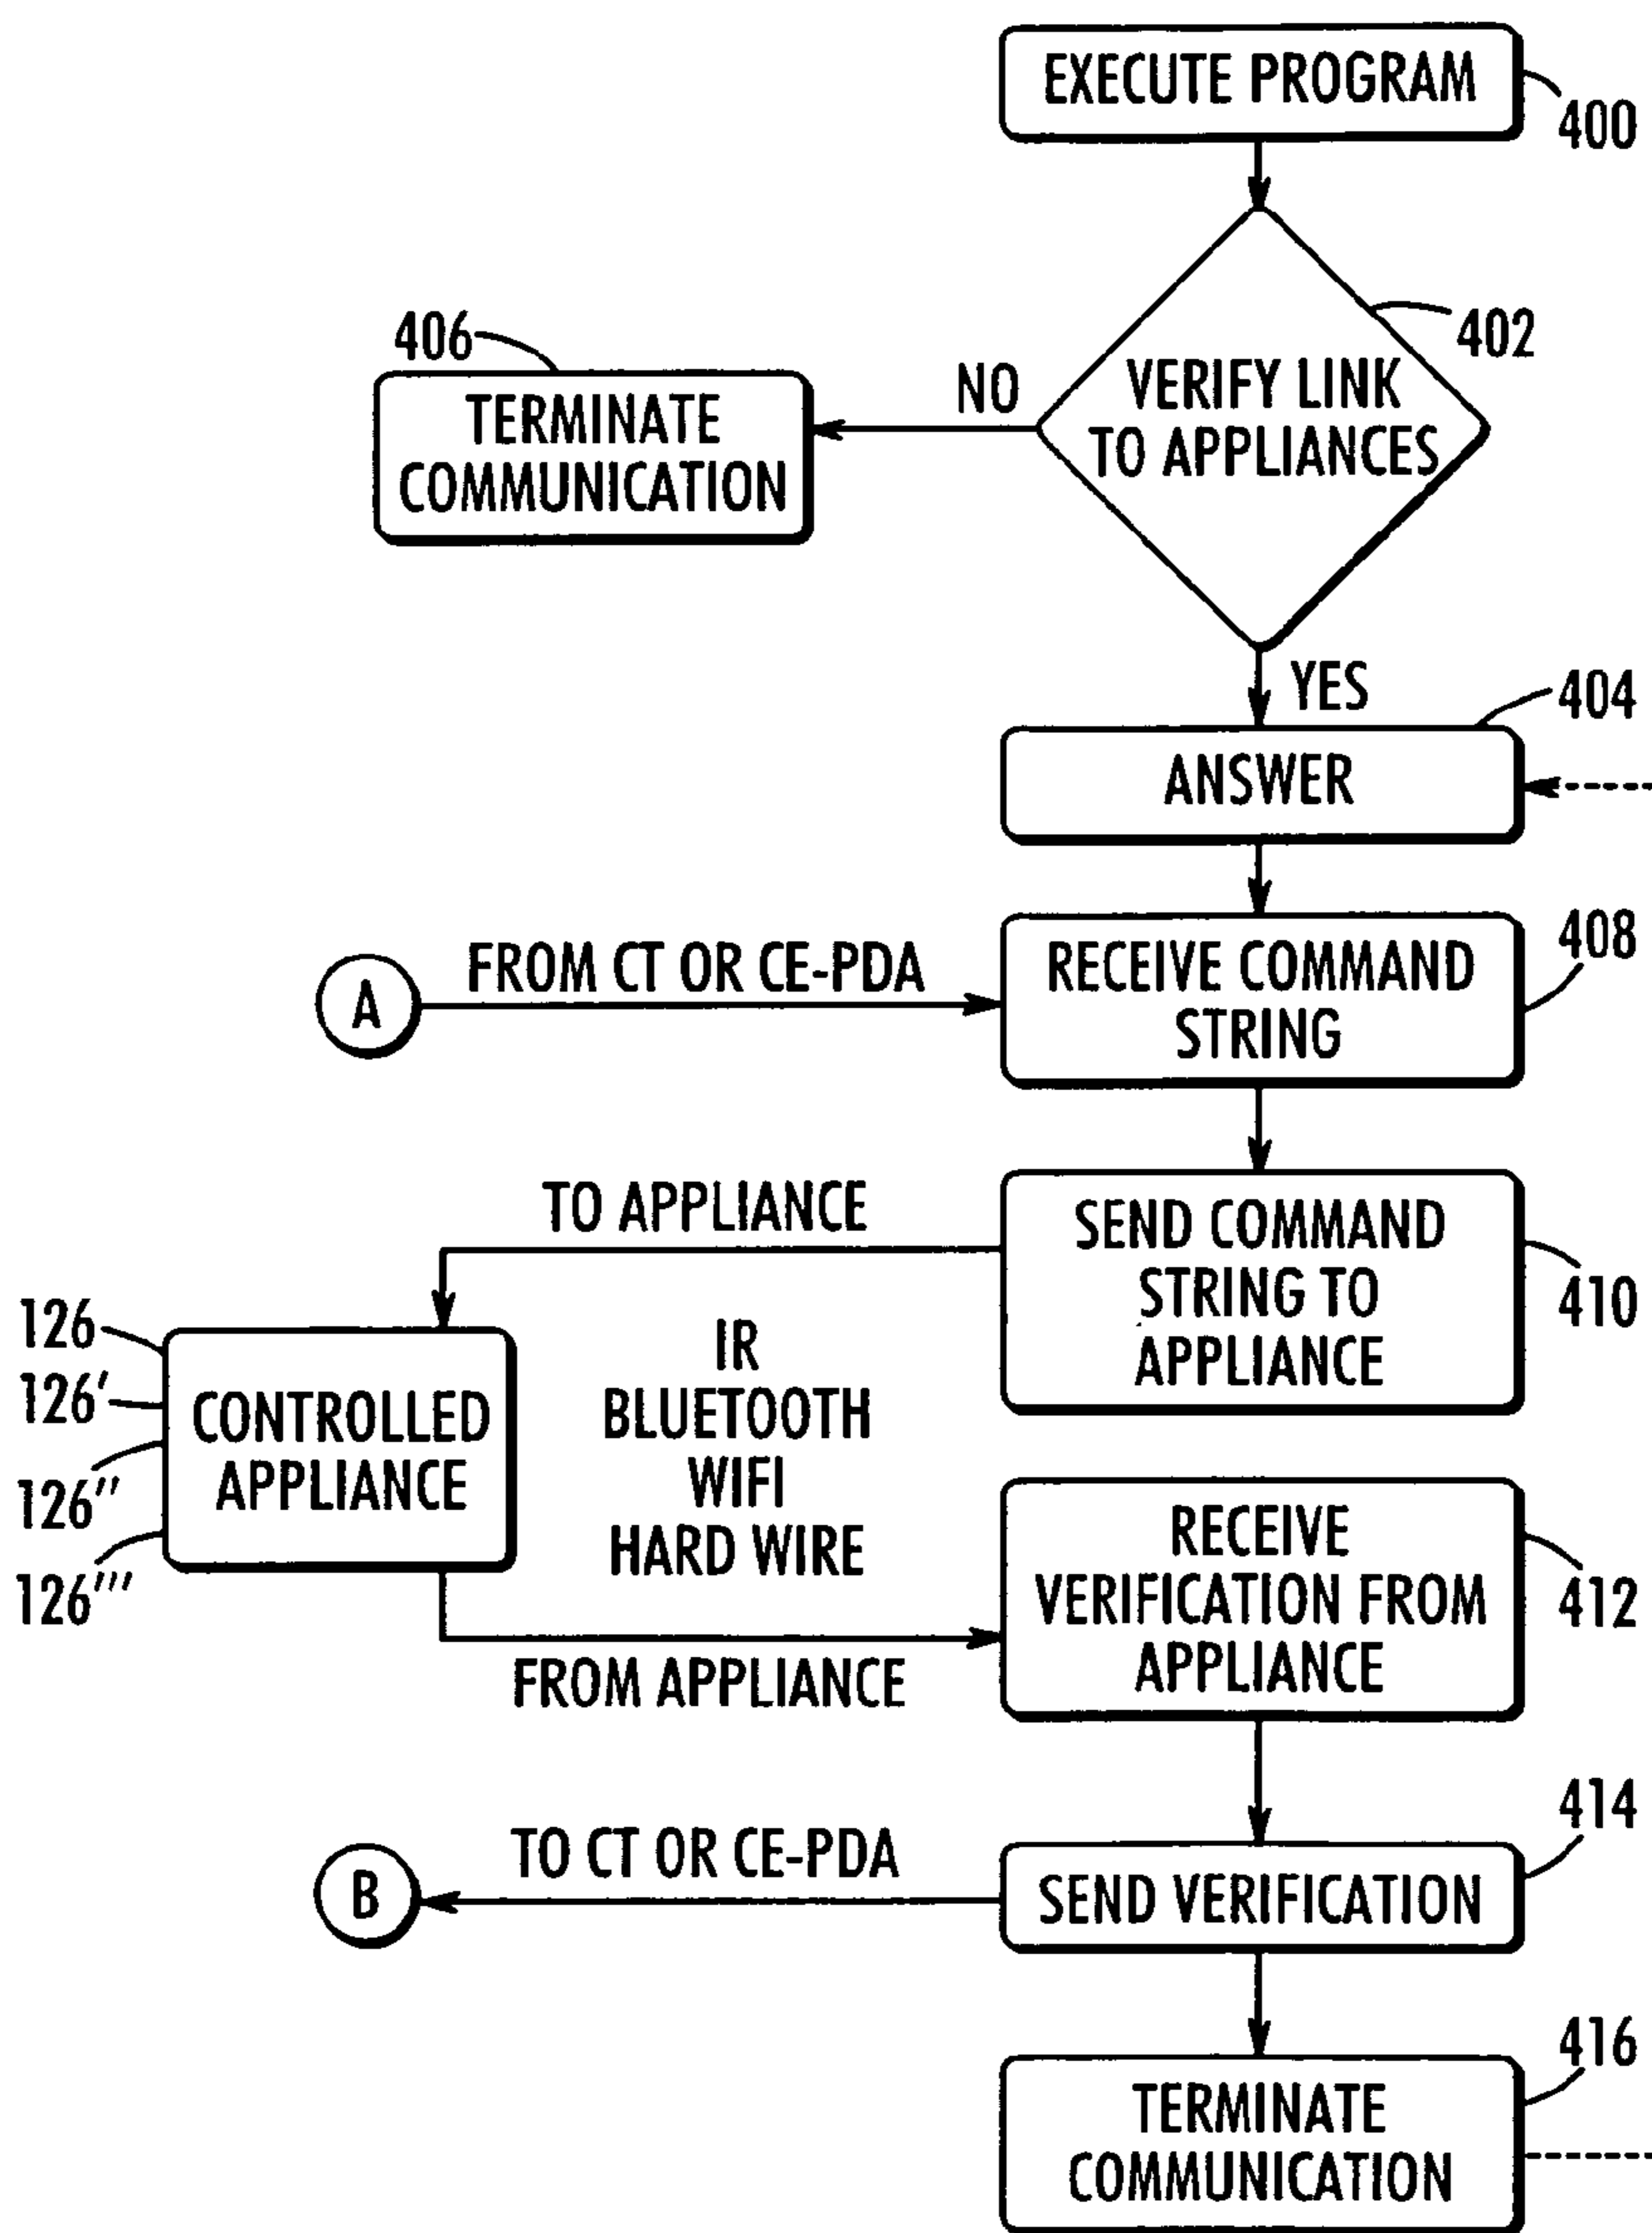 EXECUTE PROGRAM
400
402
406
NO
VERIFY LINK
TO APPLIANCES
TERMINATE
COMMUNICATION
YES
404
ANSWER
408
FROM CT OR CE-PDA
A
RECEIVE COMMAND
STRING
TO APPLIANCE
SEND COMMAND
STRING TO
APPLIANCE
410
126
126'
126''
126'''
CONTROLLED
APPLIANCE
IR
BLUETOOTH
WIFI
HARD WIRE
RECEIVE
VERIFICATION FROM
APPLIANCE
412
FROM APPLIANCE
414
TO CT OR CE-PDA
B
SEND VERIFICATION
416
TERMINATE
COMMUNICATION